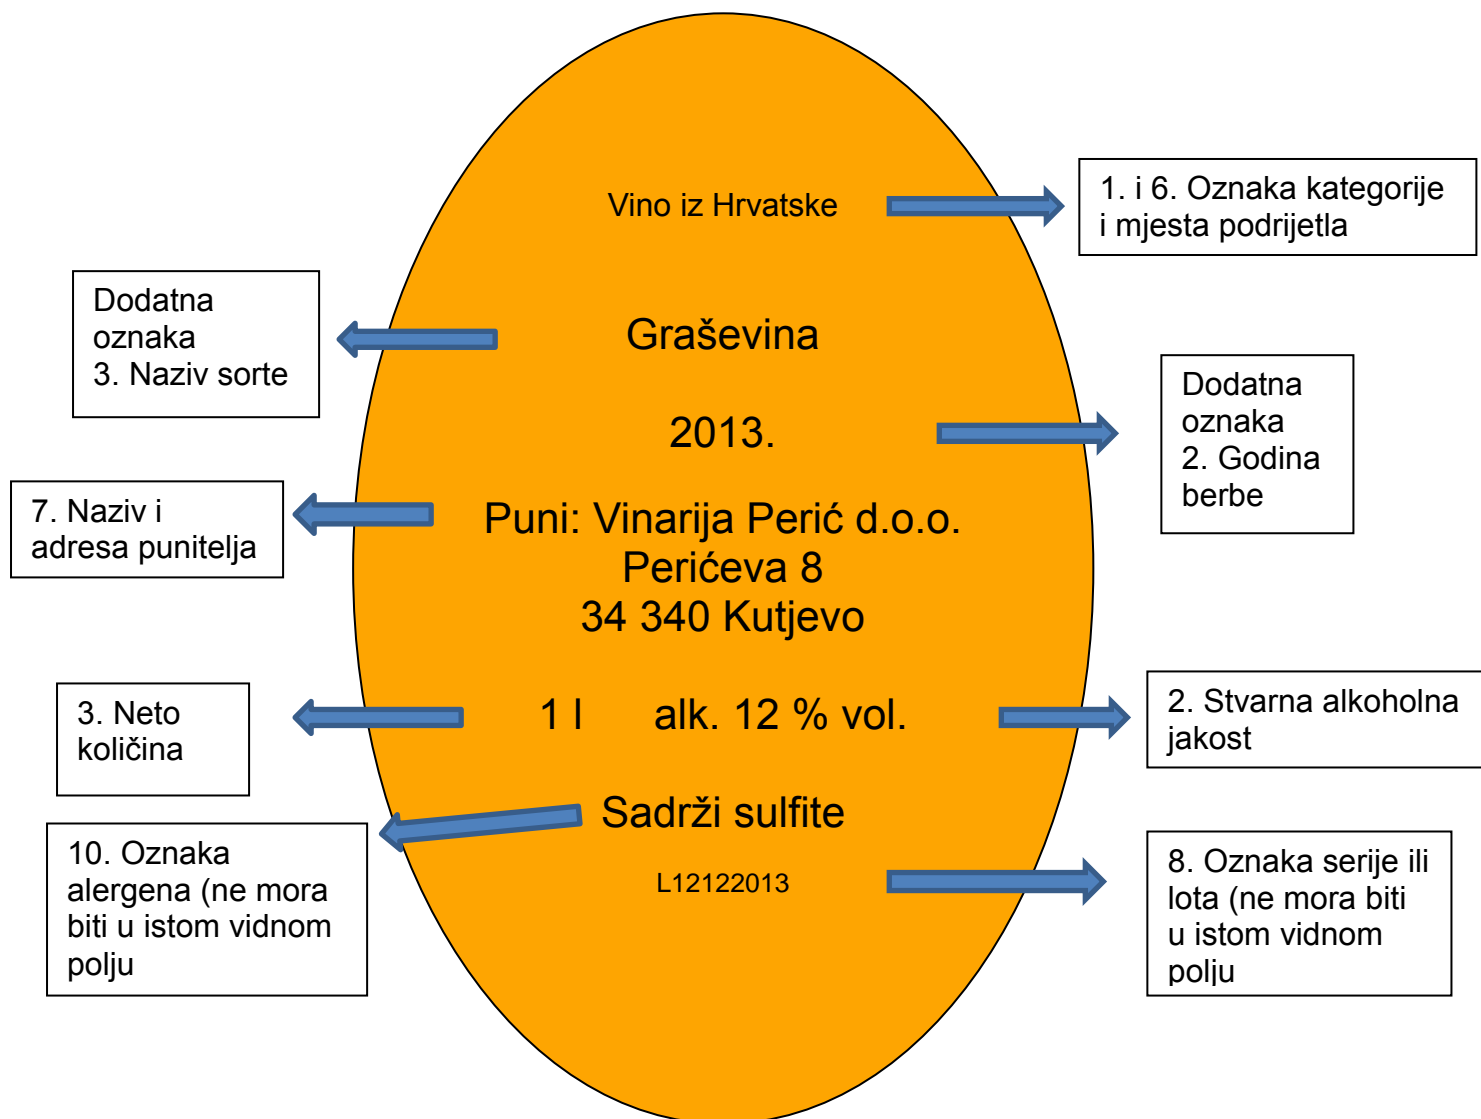 Vino iz Hrvatske
1. i 6. Oznaka kategorije
i mjesta podrijetla
Dodatna
oznaka
3. Naziv sorte
Graševina
2013.
Dodatna
oznaka
2. Godina
berbe
7. Naziv i
adresa punitelja
Puni: Vinarija Perić d.o.o.
Perićeva 8
34 340 Kutjevo
3. Neto
količina
1 l alk. 12 % vol.
2. Stvarna alkoholna
jakost
Sadrži sulfite
10. Oznaka
alergena (ne mora
biti u istom vidnom
polju
L12122013
8. Oznaka serije ili
lota (ne mora biti
u istom vidnom
polju